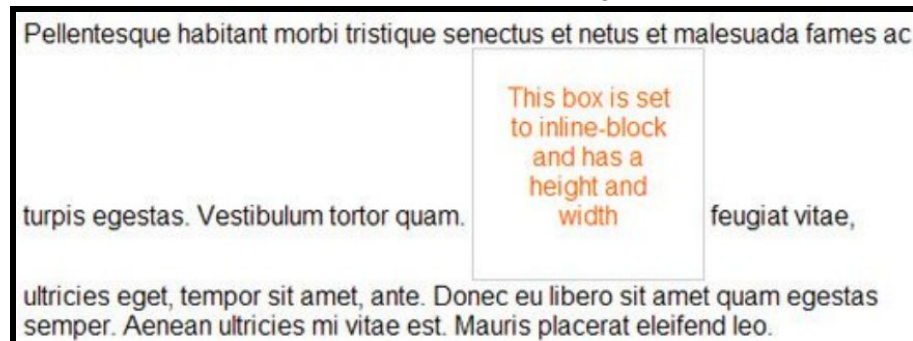 Pellentesque habitant morbi tristique senectus et netus et malesuada fames ac
This box is set
to inline-block
and has a
height and
width
turpis egestas. Vestibulum tortor quam. feugiat vitae,
ultricies eget, tempor sit amet, ante. Donec eu libero sit amet quam egestas
semper. Aenean ultricies mi vitae est. Mauris placerat eleifend leo.